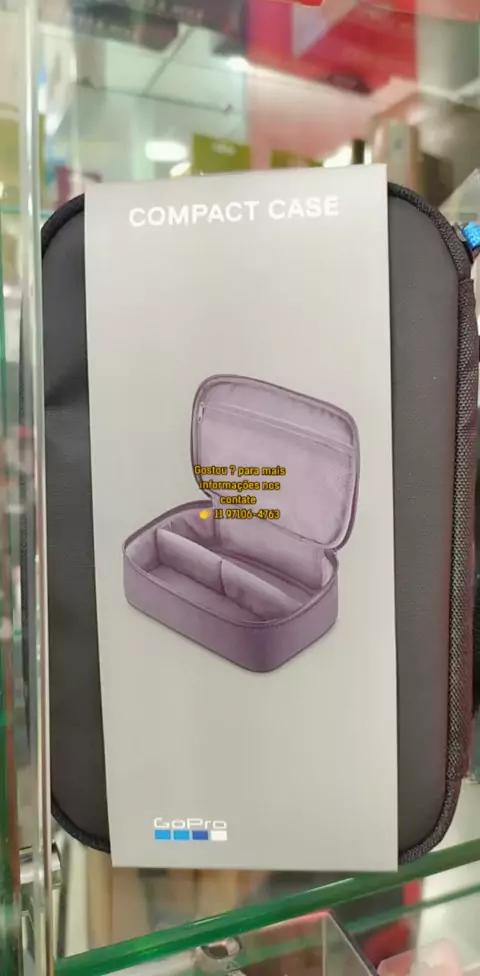 COMPACT CASE
Gostou ? para mais
informações nos
contate
👉 11 97106-4763
GoPro